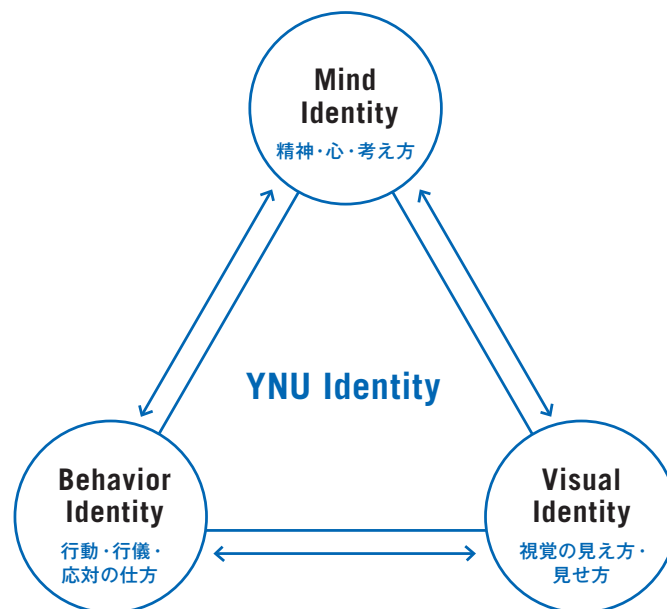 Mind
Identity
精神・心・考え方
YNU Identity
Behavior
Identity
行動・行儀・
応対の仕方
Visual
Identity
視覚の見え方・
見せ方